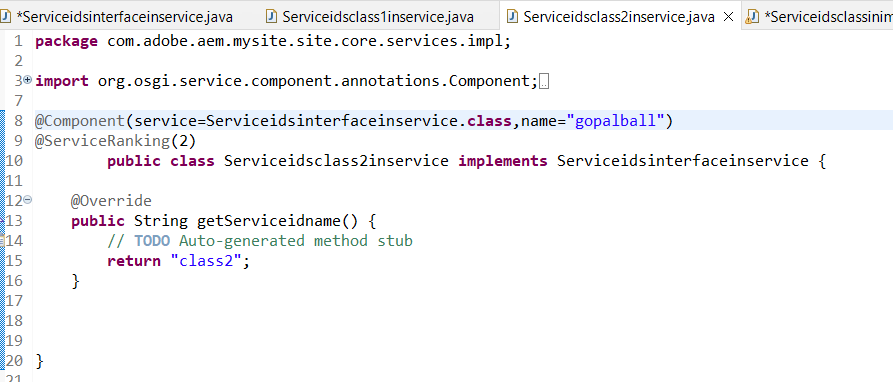 *Serviceidsinterfaceinservice.java Serviceidsclass1inservice.java Serviceidsclass2inservice.java *Serviceidsclassinim
1 package com.adobe.aem.mysite.site.core.services.impl;
2
3 import org.osgi.service.component.annotations.Component;
7
8 @Component(service=Serviceidsinterfaceinservice.class,name="gopalball")
9 @ServiceRanking(2)
10 public class Serviceidsclass2inservice implements Serviceidsinterfaceinservice {
11
12 @Override
13 public String getServiceidname() {
14 // TODO Auto-generated method stub
15 return "class2";
16 }
17
18
19
20 }
21